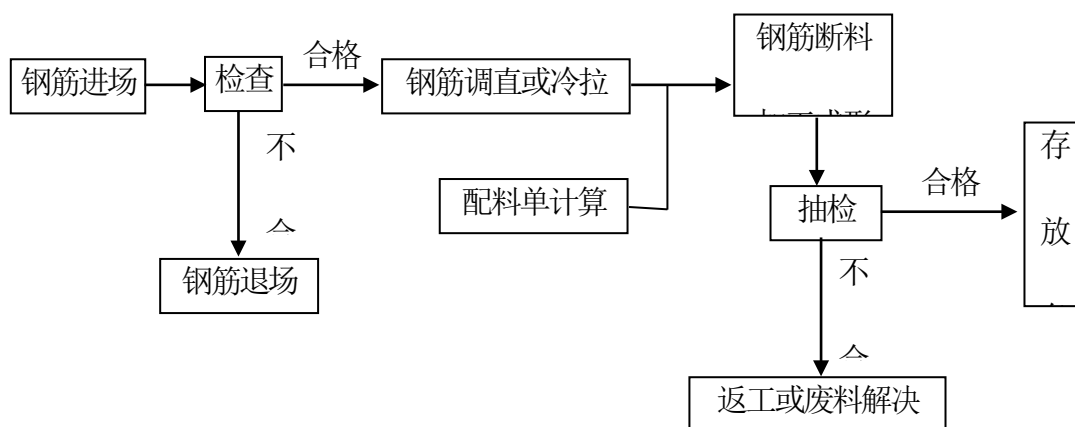 钢筋断料
合格
钢筋进场
检查
钢筋调直或冷拉
不
存
合格
配料单计算
抽检
放
钢筋退场
不
返工或废料解决